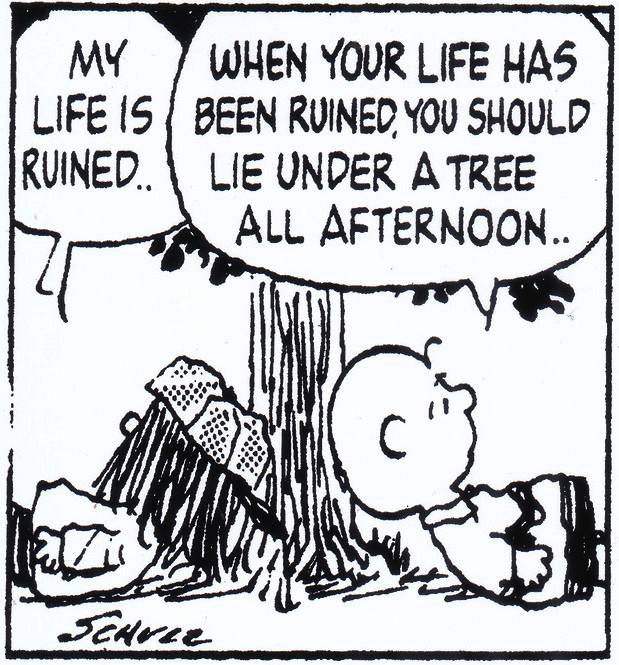 MY
LIFE IS
RUINED..
WHEN YOUR LIFE HAS
BEEN RUINED, YOU SHOULD
LIE UNDER A TREE
ALL AFTERNOON..
SCHULZ